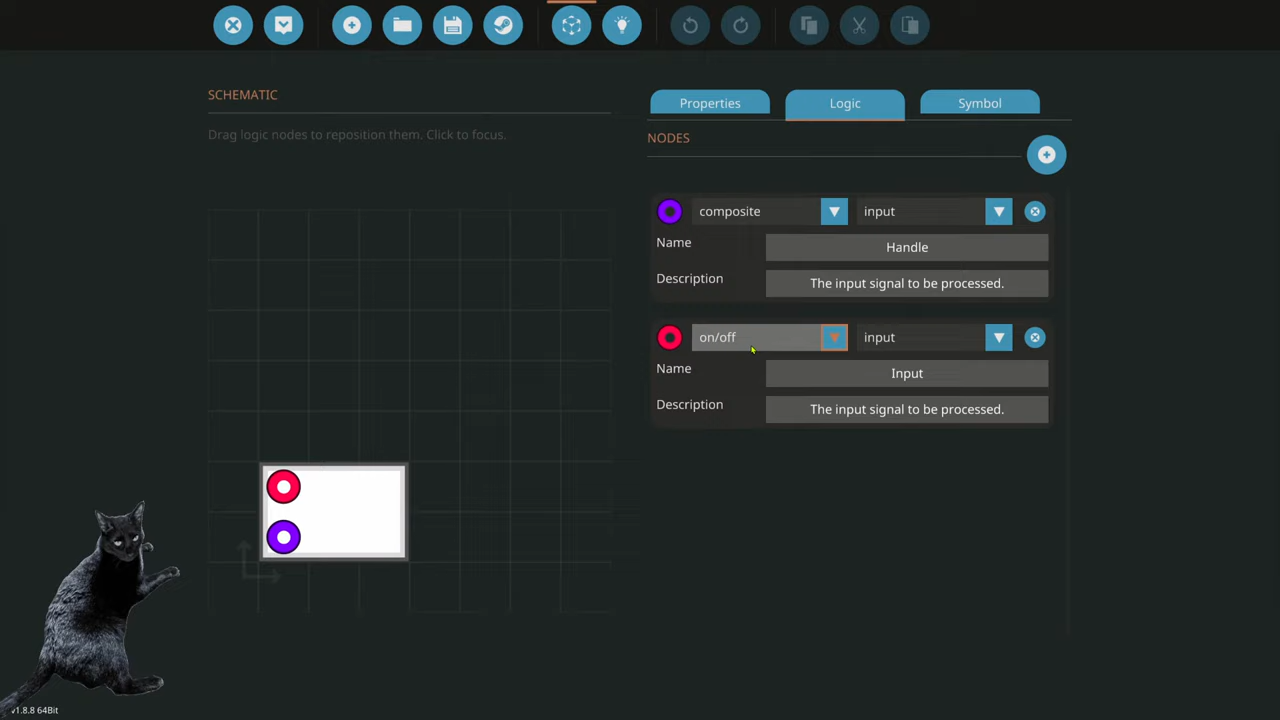 SCHEMATIC
Drag logic nodes to reposition them. Click to focus.
Properties
Logic
Symbol
NODES
composite
input
Name
Handle
Description
The input signal to be processed.
on/off
input
Name
Input
Description
The input signal to be processed.
v1.8.8 64Bit